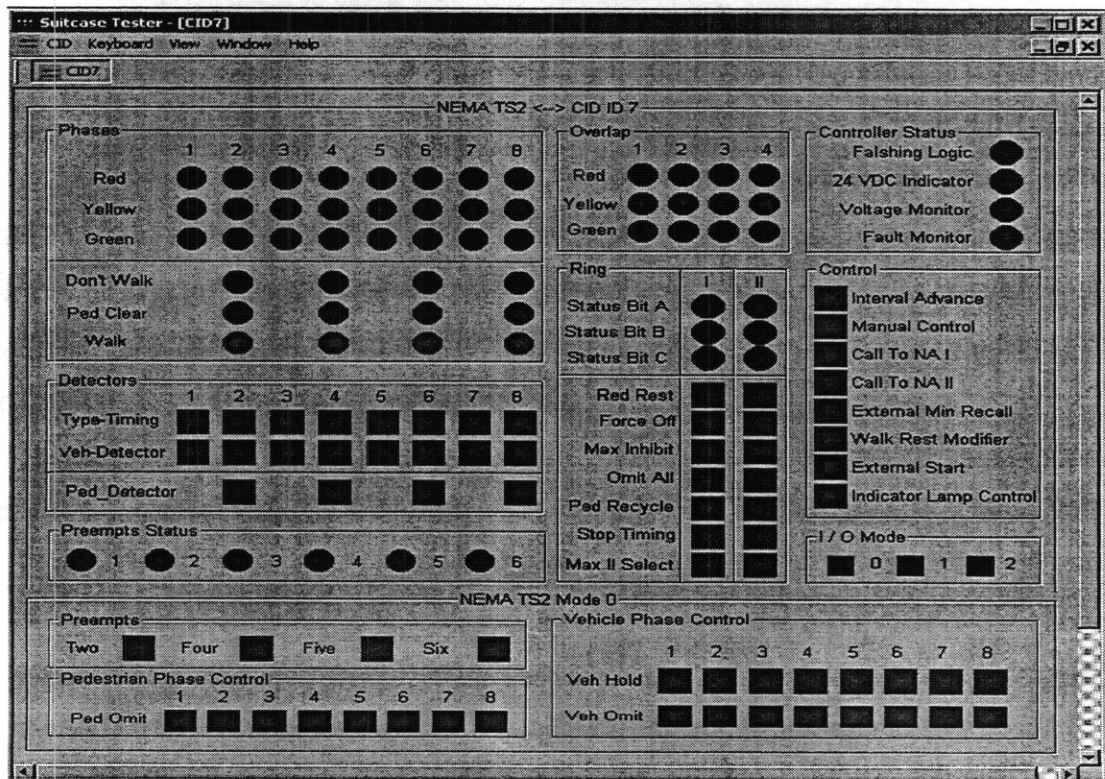 Suitcase Tester - [CID7]
CID Keyboard View Window Help
CID7
NEMA TS2 <--> CID ID 7
Phases
1 2 3 4 5 6 7 8
Red
Yellow
Green
Don't Walk
Ped Clear
Walk
Overlap
1 2 3 4
Red
Yellow
Green
Controller Status
Falshing Logic
24 VDC Indicator
Voltage Monitor
Fault Monitor
Ring
I II
Status Bit A
Status Bit B
Status Bit C
Red Rest
Force Off
Max Inhibit
Omit All
Ped Recycle
Stop Timing
Max II Select
Control
Interval Advance
Manual Control
Call To NA I
Call To NA II
External Min Recall
Walk Rest Modifier
External Start
Indicator Lamp Control
Detectors
1 2 3 4 5 6 7 8
Type-Timing
Veh-Detector
Ped_Detector
Preempts Status
1 2 3 4 5 6
I / O Mode
0 1 2
NEMA TS2 Mode 0
Preempts
Two Four Five Six
Pedestrian Phase Control
1 2 3 4 5 6 7 8
Ped Omit
Vehicle Phase Control
1 2 3 4 5 6 7 8
Veh Hold
Veh Omit